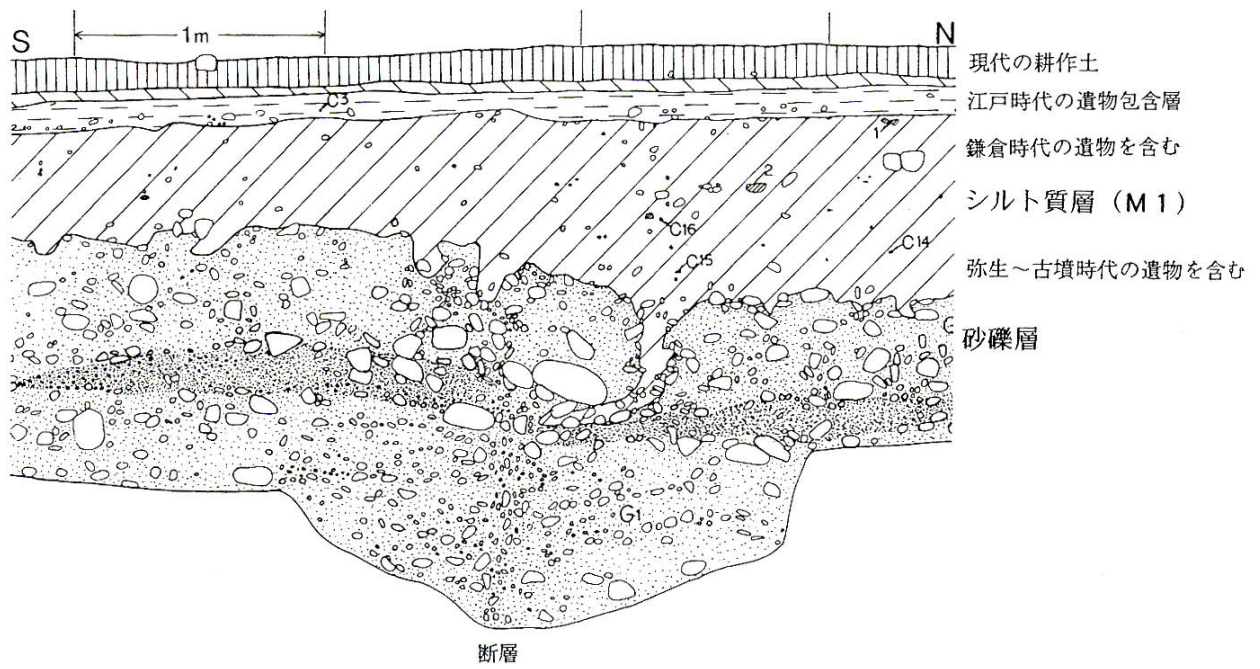 S
1m
N
現代の耕作土
C3
江戸時代の遺物包含層
1
鎌倉時代の遺物を含む
2
シルト質層（M1）
C16
C14
C15
弥生～古墳時代の遺物を含む
砂礫層
G1
断層